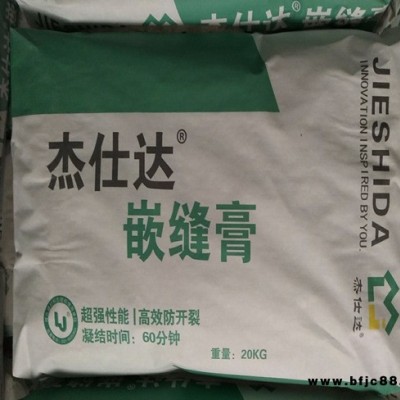 JIESHIDA
杰仕达 嵌缝膏
杰仕达®
嵌缝膏
超强性能|高效防开裂
凝结时间：60分钟
重量：20KG
JIESHIDA
INNOVATION INSPIRED BY YOU.
杰仕达®
www.bfjc88.